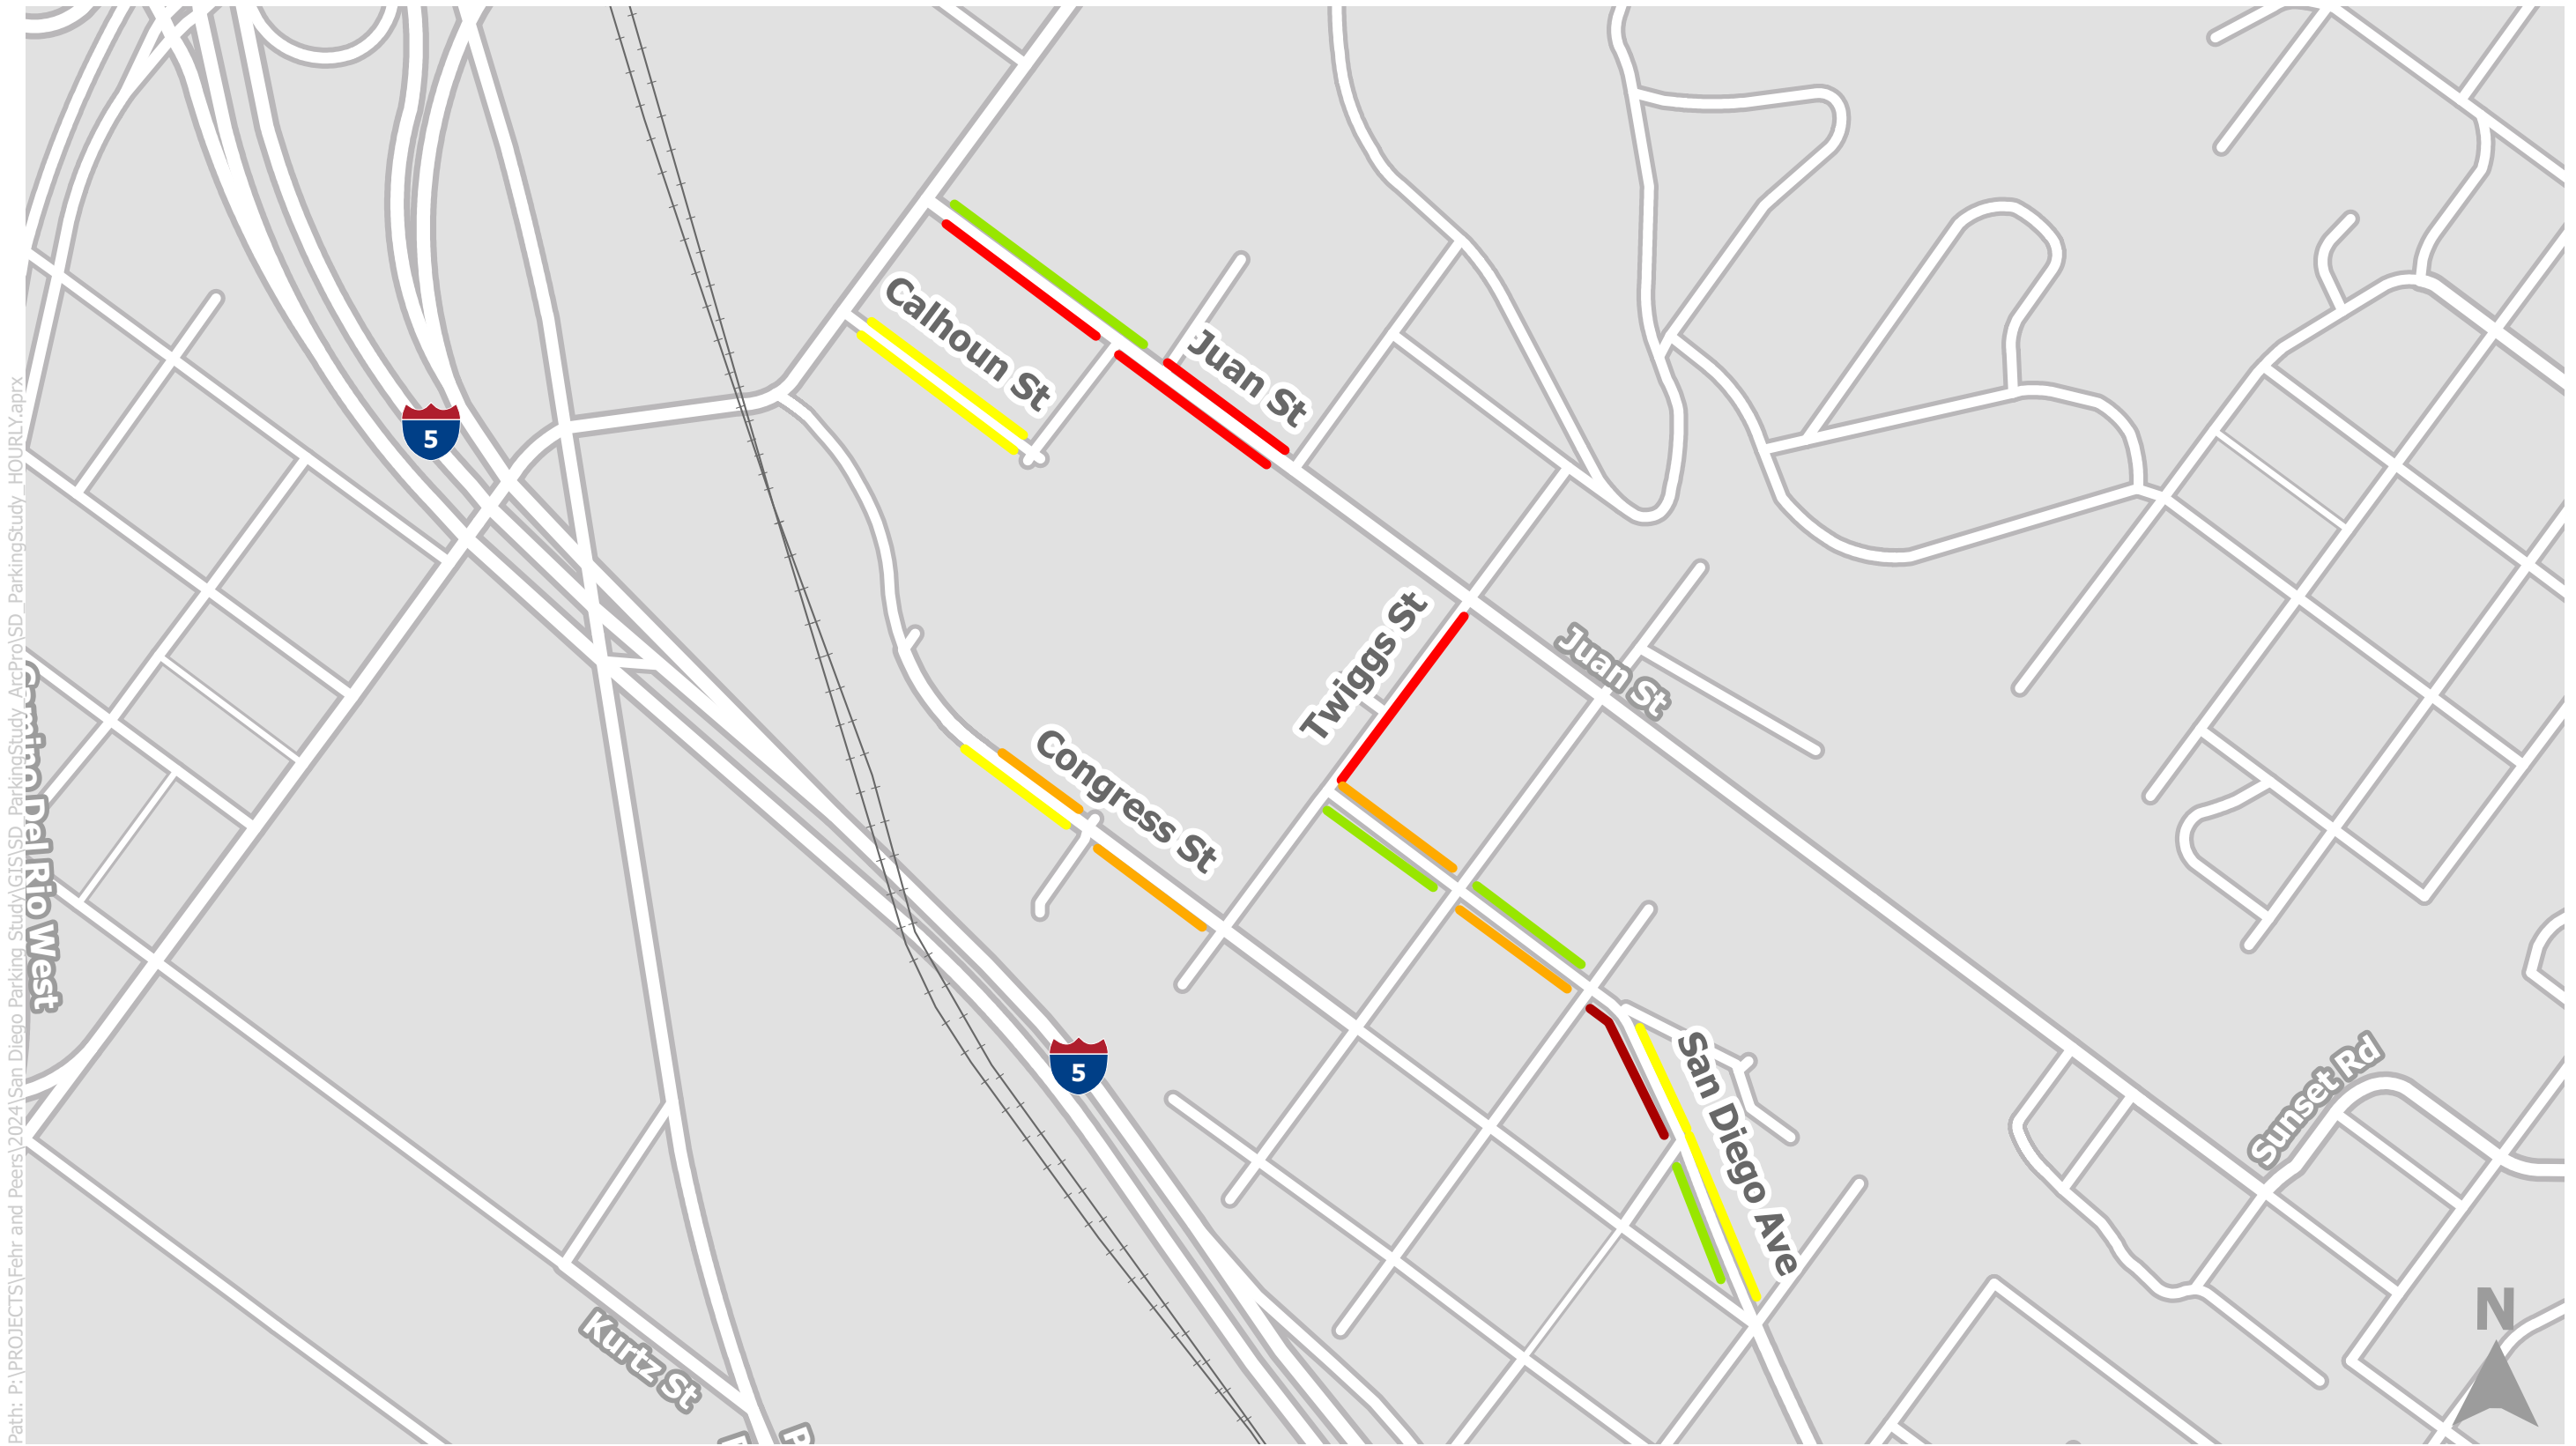 Calhoun St
Juan St
5
Twiggs St
Juan St
Congress St
Camino Del Rio West
San Diego Ave
5
Sunset Rd
Kurtz St
N
Path: P:\PROJECTS\Fehr and Peers\2024\San Diego Parking Study\GIS\SD_ParkingStudy_ArcPro\SD_ParkingStudy_HOURLY.aprx